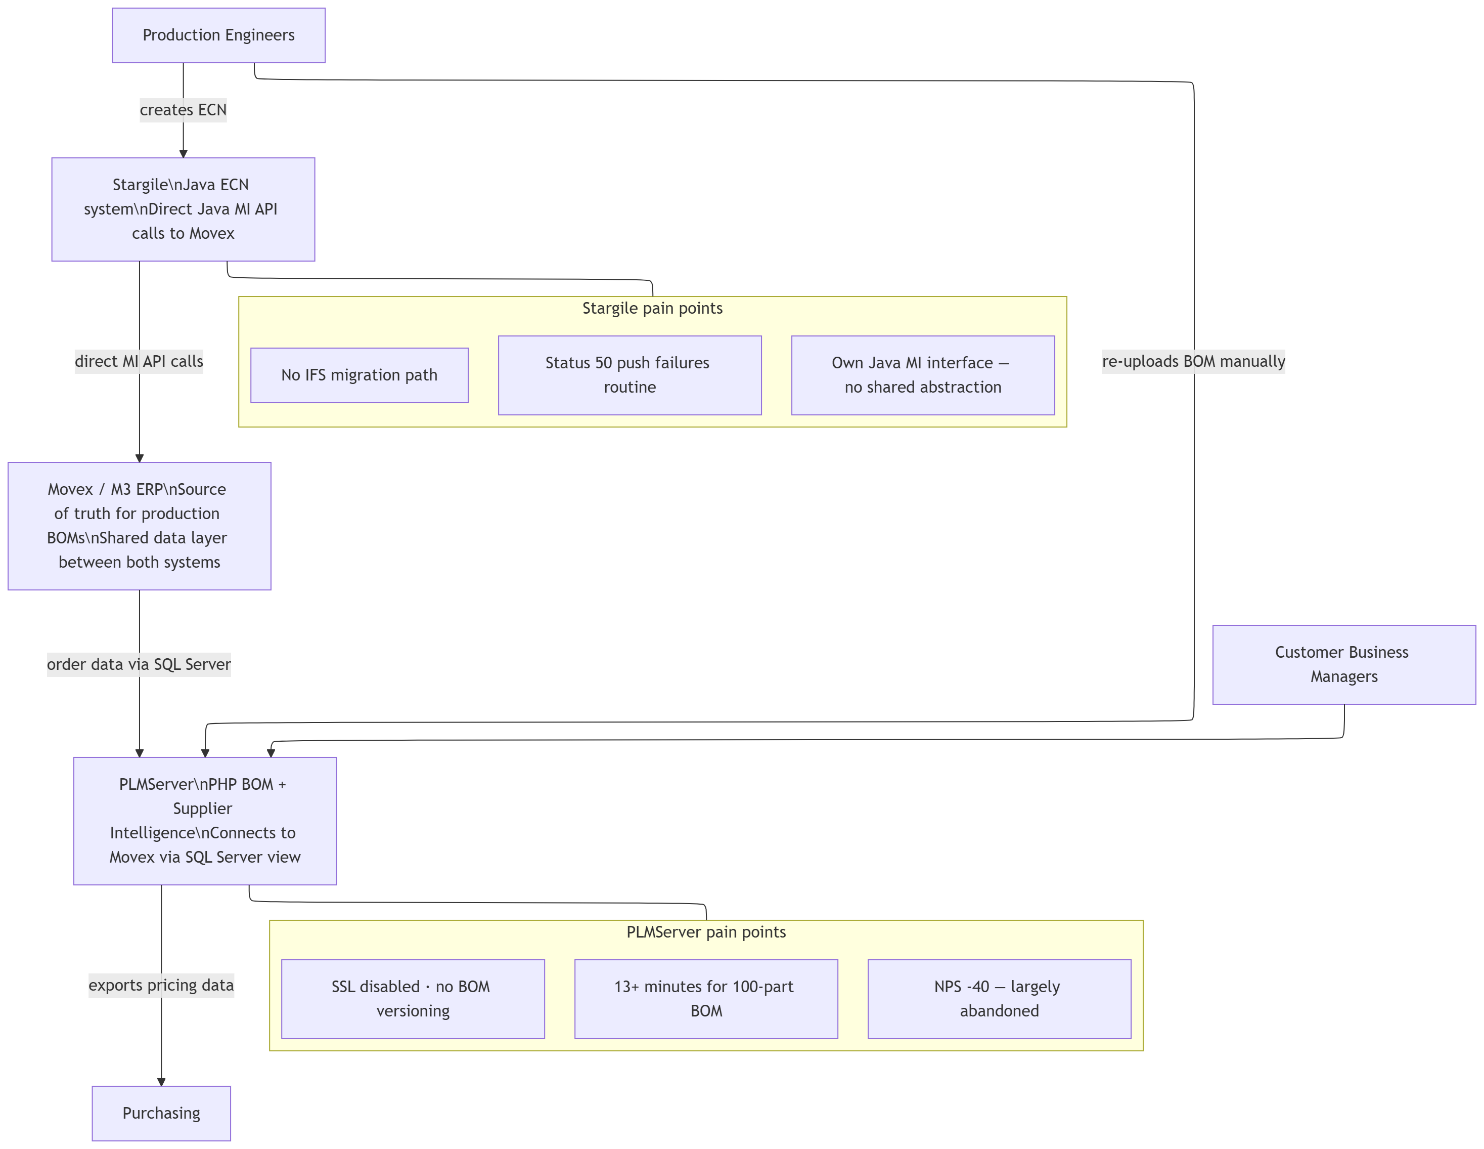 Production Engineers
creates ECN
Stargile\nJava ECN
system\nDirect Java MI API
calls to Movex
Stargile pain points
No IFS migration path
Status 50 push failures
routine
Own Java MI interface —
no shared abstraction
direct MI API calls
re-uploads BOM manually
Movex / M3 ERP\nSource
of truth for production
BOMs\nShared data layer
between both systems
order data via SQL Server
Customer Business
Managers
PLMServer\nPHP BOM +
Supplier
Intelligence\nConnects to
Movex via SQL Server view
PLMServer pain points
SSL disabled · no BOM
versioning
13+ minutes for 100-part
BOM
NPS -40 — largely
abandoned
exports pricing data
Purchasing